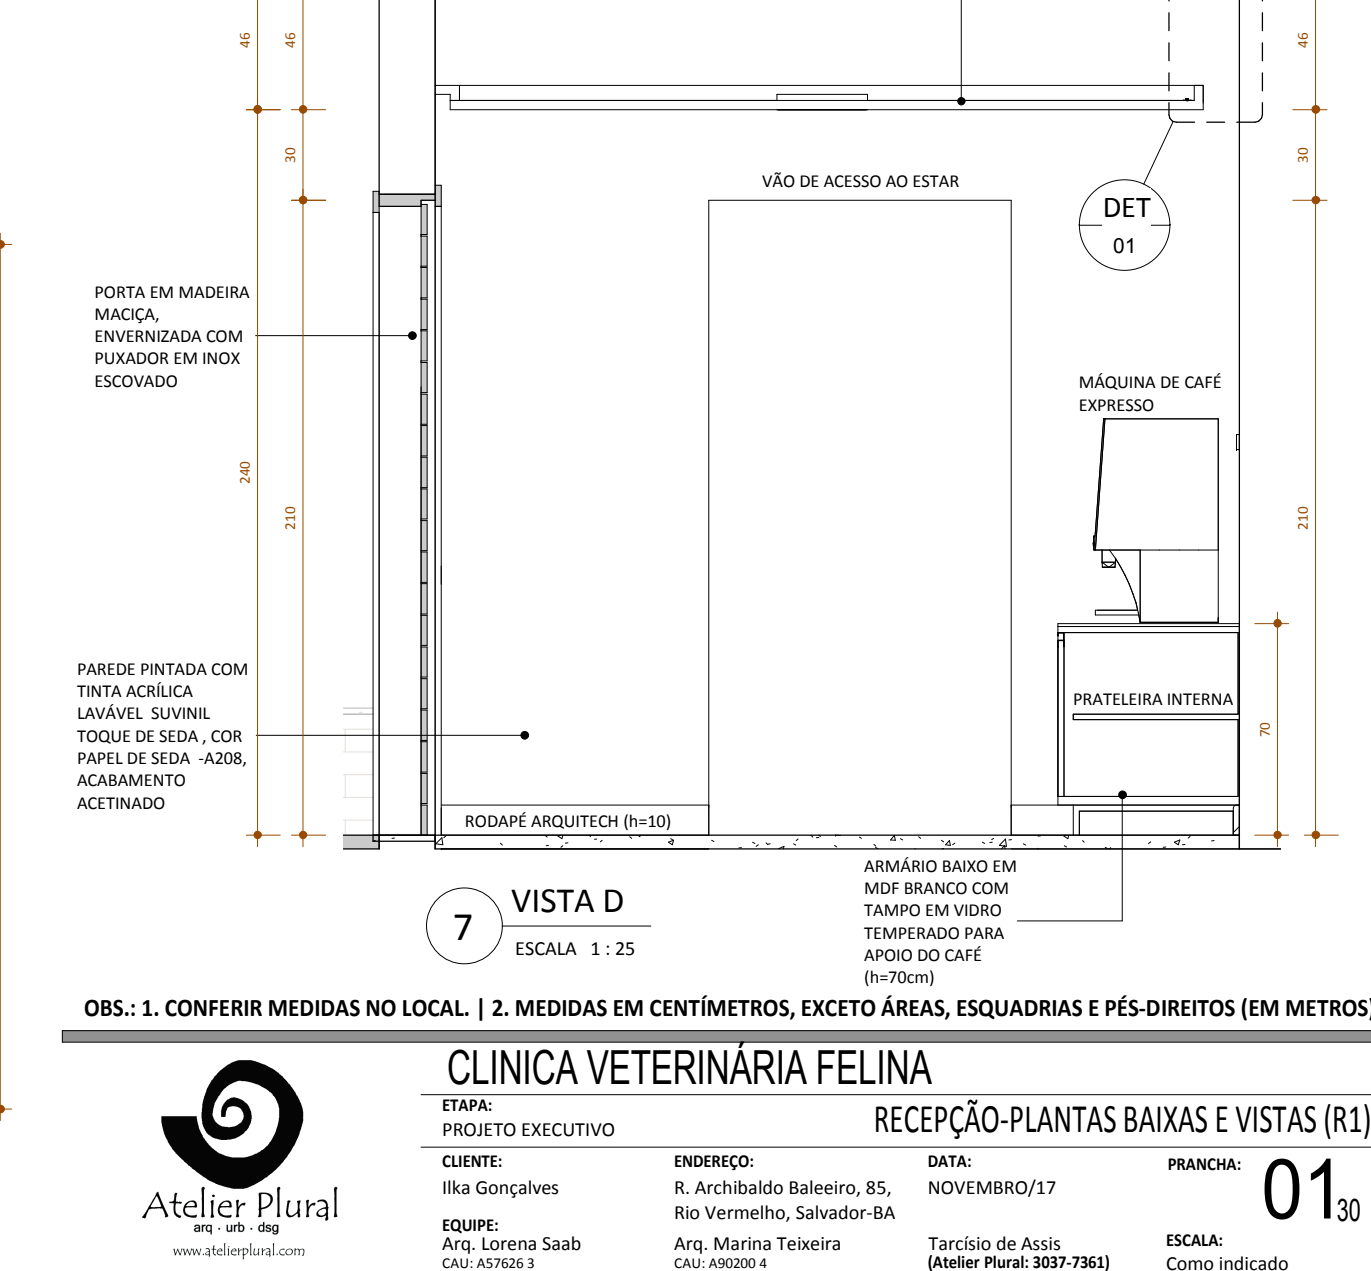 46
46
46
30
30
VÃO DE ACESSO AO ESTAR
DET
01
PORTA EM MADEIRA
MACIÇA,
ENVERNIZADA COM
PUXADOR EM INOX
ESCOVADO
MÁQUINA DE CAFÉ
EXPRESSO
240
210
210
PAREDE PINTADA COM
TINTA ACRÍLICA
LAVÁVEL SUVINIL
TOQUE DE SEDA , COR
PAPEL DE SEDA -A208,
ACABAMENTO
ACETINADO
PRATELEIRA INTERNA
70
RODAPÉ ARQUITECH (h=10)
ARMÁRIO BAIXO EM
MDF BRANCO COM
TAMPO EM VIDRO
TEMPERADO PARA
APOIO DO CAFÉ
(h=70cm)
7
VISTA D
ESCALA 1 : 25
OBS.: 1. CONFERIR MEDIDAS NO LOCAL. | 2. MEDIDAS EM CENTÍMETROS, EXCETO ÁREAS, ESQUADRIAS E PÉS-DIREITOS (EM METROS)
CLINICA VETERINÁRIA FELINA
ETAPA:
PROJETO EXECUTIVO
RECEPÇÃO-PLANTAS BAIXAS E VISTAS (R1)
CLIENTE:
Ilka Gonçalves
ENDEREÇO:
R. Archibaldo Baleeiro, 85,
Rio Vermelho, Salvador-BA
DATA:
NOVEMBRO/17
PRANCHA:
01 30
EQUIPE:
Arq. Lorena Saab
CAU: A57626 3
Arq. Marina Teixeira
CAU: A90200 4
Tarcísio de Assis
(Atelier Plural: 3037-7361)
ESCALA:
Como indicado
Atelier Plural
arq . urb . dsg
www.atelierplural.com